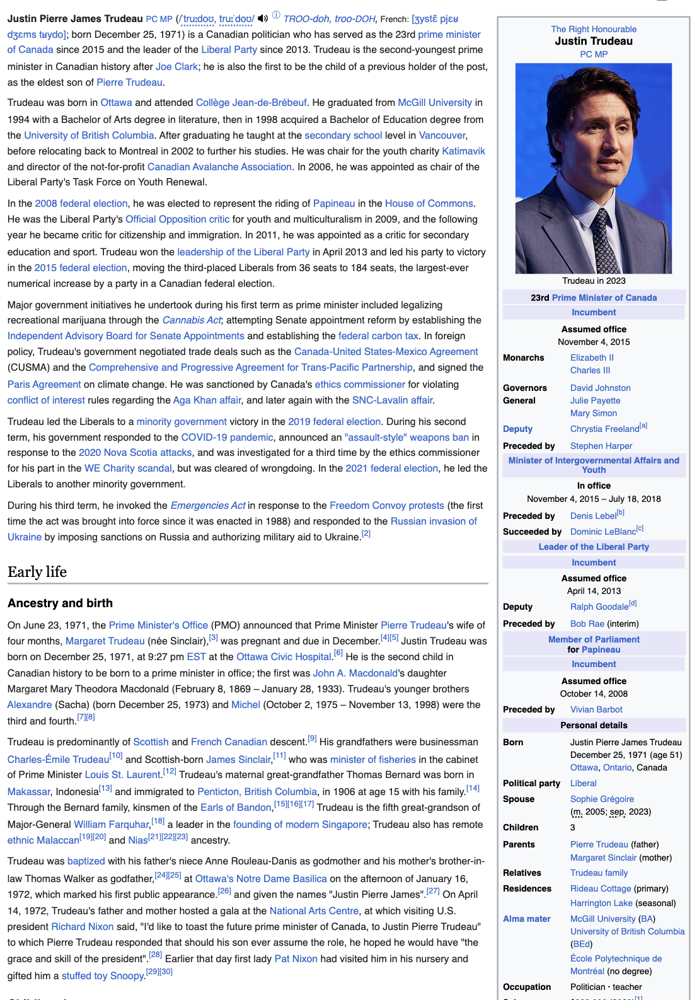 Justin Pierre James Trudeau PC MP (/ˈtruːdoʊ, truːˈdoʊ/ TROO-doh, troo-DOH, French: [ʒystɛ̃ pjɛʁ
dʒɛms tʁydo]; born December 25, 1971) is a Canadian politician who has served as the 23rd prime minister
of Canada since 2015 and the leader of the Liberal Party since 2013. Trudeau is the second-youngest prime
minister in Canadian history after Joe Clark; he is also the first to be the child of a previous holder of the post,
as the eldest son of Pierre Trudeau.
Trudeau was born in Ottawa and attended Collège Jean-de-Brébeuf. He graduated from McGill University in
1994 with a Bachelor of Arts degree in literature, then in 1998 acquired a Bachelor of Education degree from
the University of British Columbia. After graduating he taught at the secondary school level in Vancouver,
before relocating back to Montreal in 2002 to further his studies. He was chair for the youth charity Katimavik
and director of the not-for-profit Canadian Avalanche Association. In 2006, he was appointed as chair of the
Liberal Party's Task Force on Youth Renewal.
In the 2008 federal election, he was elected to represent the riding of Papineau in the House of Commons.
He was the Liberal Party's Official Opposition critic for youth and multiculturalism in 2009, and the following
year he became critic for citizenship and immigration. In 2011, he was appointed as a critic for secondary
education and sport. Trudeau won the leadership of the Liberal Party in April 2013 and led his party to victory
in the 2015 federal election, moving the third-placed Liberals from 36 seats to 184 seats, the largest-ever
numerical increase by a party in a Canadian federal election.
Major government initiatives he undertook during his first term as prime minister included legalizing
recreational marijuana through the Cannabis Act; attempting Senate appointment reform by establishing the
Independent Advisory Board for Senate Appointments and establishing the federal carbon tax. In foreign
policy, Trudeau's government negotiated trade deals such as the Canada-United States-Mexico Agreement
(CUSMA) and the Comprehensive and Progressive Agreement for Trans-Pacific Partnership, and signed the
Paris Agreement on climate change. He was sanctioned by Canada's ethics commissioner for violating
conflict of interest rules regarding the Aga Khan affair, and later again with the SNC-Lavalin affair.
Trudeau led the Liberals to a minority government victory in the 2019 federal election. During his second
term, his government responded to the COVID-19 pandemic, announced an "assault-style" weapons ban in
response to the 2020 Nova Scotia attacks, and was investigated for a third time by the ethics commissioner
for his part in the WE Charity scandal, but was cleared of wrongdoing. In the 2021 federal election, he led the
Liberals to another minority government.
During his third term, he invoked the Emergencies Act in response to the Freedom Convoy protests (the first
time the act was brought into force since it was enacted in 1988) and responded to the Russian invasion of
Ukraine by imposing sanctions on Russia and authorizing military aid to Ukraine.[2]
Early life
Ancestry and birth
On June 23, 1971, the Prime Minister's Office (PMO) announced that Prime Minister Pierre Trudeau's wife of
four months, Margaret Trudeau (née Sinclair),[3] was pregnant and due in December.[4][5] Justin Trudeau was
born on December 25, 1971, at 9:27 pm EST at the Ottawa Civic Hospital.[6] He is the second child in
Canadian history to be born to a prime minister in office; the first was John A. Macdonald's daughter
Margaret Mary Theodora Macdonald (February 8, 1869 – January 28, 1933). Trudeau's younger brothers
Alexandre (Sacha) (born December 25, 1973) and Michel (October 2, 1975 – November 13, 1998) were the
third and fourth.[7][8]
Trudeau is predominantly of Scottish and French Canadian descent.[9] His grandfathers were businessman
Charles-Émile Trudeau[10] and Scottish-born James Sinclair,[11] who was minister of fisheries in the cabinet
of Prime Minister Louis St. Laurent.[12] Trudeau's maternal great-grandfather Thomas Bernard was born in
Makassar, Indonesia[13] and immigrated to Penticton, British Columbia, in 1906 at age 15 with his family.[14]
Through the Bernard family, kinsmen of the Earls of Bandon,[15][16][17] Trudeau is the fifth great-grandson of
Major-General William Farquhar,[18] a leader in the founding of modern Singapore; Trudeau also has remote
ethnic Malaccan[19][20] and Nias[21][22][23] ancestry.
Trudeau was baptized with his father's niece Anne Rouleau-Danis as godmother and his mother's brother-in-
law Thomas Walker as godfather,[24][25] at Ottawa's Notre Dame Basilica on the afternoon of January 16,
1972, which marked his first public appearance.[26] and given the names "Justin Pierre James".[27] On April
14, 1972, Trudeau's father and mother hosted a gala at the National Arts Centre, at which visiting U.S.
president Richard Nixon said, "I'd like to toast the future prime minister of Canada, to Justin Pierre Trudeau"
to which Pierre Trudeau responded that should his son ever assume the role, he hoped he would have "the
grace and skill of the president".[28] Earlier that day first lady Pat Nixon had visited him in his nursery and
gifted him a stuffed toy Snoopy.[29][30]
The Right Honourable
Justin Trudeau
PC MP
Trudeau in 2023
23rd Prime Minister of Canada
Incumbent
Assumed office
November 4, 2015
Monarchs Elizabeth II
Charles III
Governors David Johnston
General Julie Payette
Mary Simon
Deputy Chrystia Freeland[a]
Preceded by Stephen Harper
Minister of Intergovernmental Affairs and
Youth
In office
November 4, 2015 – July 18, 2018
Preceded by Denis Lebel[b]
Succeeded by Dominic LeBlanc[c]
Leader of the Liberal Party
Incumbent
Assumed office
April 14, 2013
Deputy Ralph Goodale[d]
Preceded by Bob Rae (interim)
Member of Parliament
for Papineau
Incumbent
Assumed office
October 14, 2008
Preceded by Vivian Barbot
Personal details
Born Justin Pierre James Trudeau
December 25, 1971 (age 51)
Ottawa, Ontario, Canada
Political party Liberal
Spouse Sophie Grégoire
(m. 2005; sep. 2023)
Children 3
Parents Pierre Trudeau (father)
Margaret Sinclair (mother)
Relatives Trudeau family
Residences Rideau Cottage (primary)
Harrington Lake (seasonal)
Alma mater McGill University (BA)
University of British Columbia
(BEd)
École Polytechnique de
Montréal (no degree)
Occupation Politician · teacher